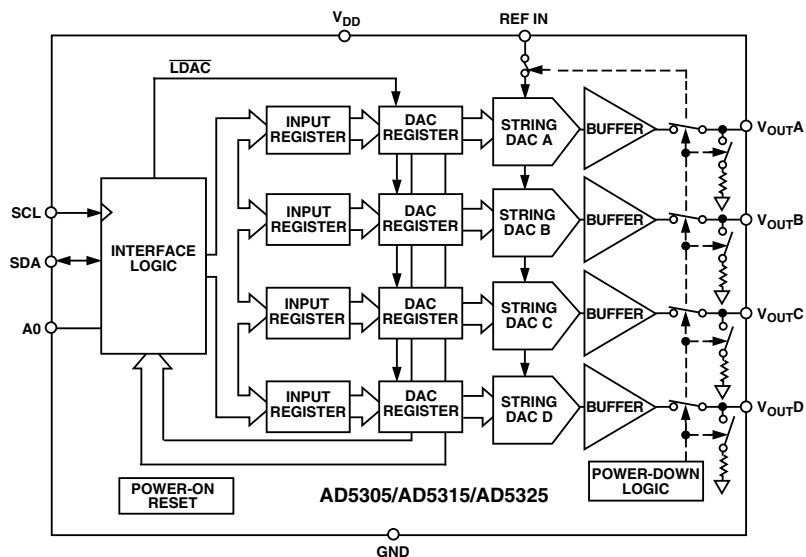 VDD
REF IN
LDAC
INPUT
REGISTER
DAC
REGISTER
STRING
DAC A
BUFFER
VOUTA
SCL
SDA
A0
INTERFACE
LOGIC
INPUT
REGISTER
DAC
REGISTER
STRING
DAC B
BUFFER
VOUTB
INPUT
REGISTER
DAC
REGISTER
STRING
DAC C
BUFFER
VOUTC
INPUT
REGISTER
DAC
REGISTER
STRING
DAC D
BUFFER
VOUTD
POWER-ON
RESET
AD5305/AD5315/AD5325
POWER-DOWN
LOGIC
GND